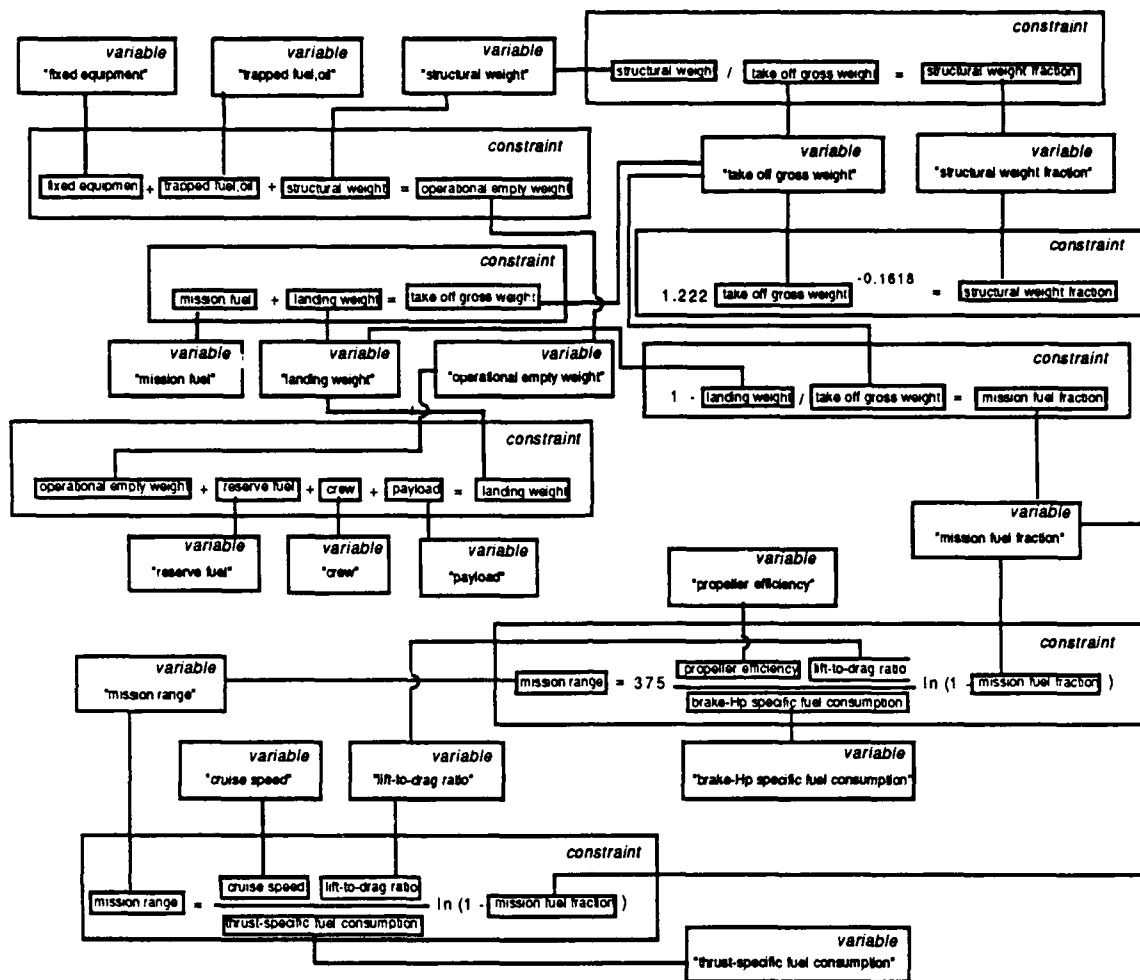 constraint
variable
"fixed equipment"
variable
"trapped fuel,oil"
variable
"structural weight"
structural weigh / take off gross weight = structural weight fraction
constraint
fixed equipmen + trapped fuel,oil + structural weight = operational empty weight
variable
"take off gross weight"
variable
"structural weight fraction"
constraint
mission fuel + landing weight = take off gross weight
constraint
1.222 take off gross weight -0.1618 = structural weight fraction
variable
"mission fuel"
variable
"landing weight"
variable
"operational empty weight"
constraint
1 - landing weight / take off gross weight = mission fuel fraction
constraint
operational empty weight + reserve fuel + crew + payload = landing weight
variable
"mission fuel fraction"
variable
"reserve fuel"
variable
"crew"
variable
"payload"
variable
"propeller efficiency"
constraint
variable
"mission range"
propeller efficiency lift-to-drag ratio
mission range = 375 ln (1 - mission fuel fraction )
brake-Hp specific fuel consumption
variable
"cruise speed"
variable
"lift-to-drag ratio"
variable
"brake-Hp specific fuel consumption"
constraint
cruise speed lift-to-drag ratio
mission range = ln (1 - mission fuel fraction )
thrust-specific fuel consumption
variable
"thrust-specific fuel consumption"